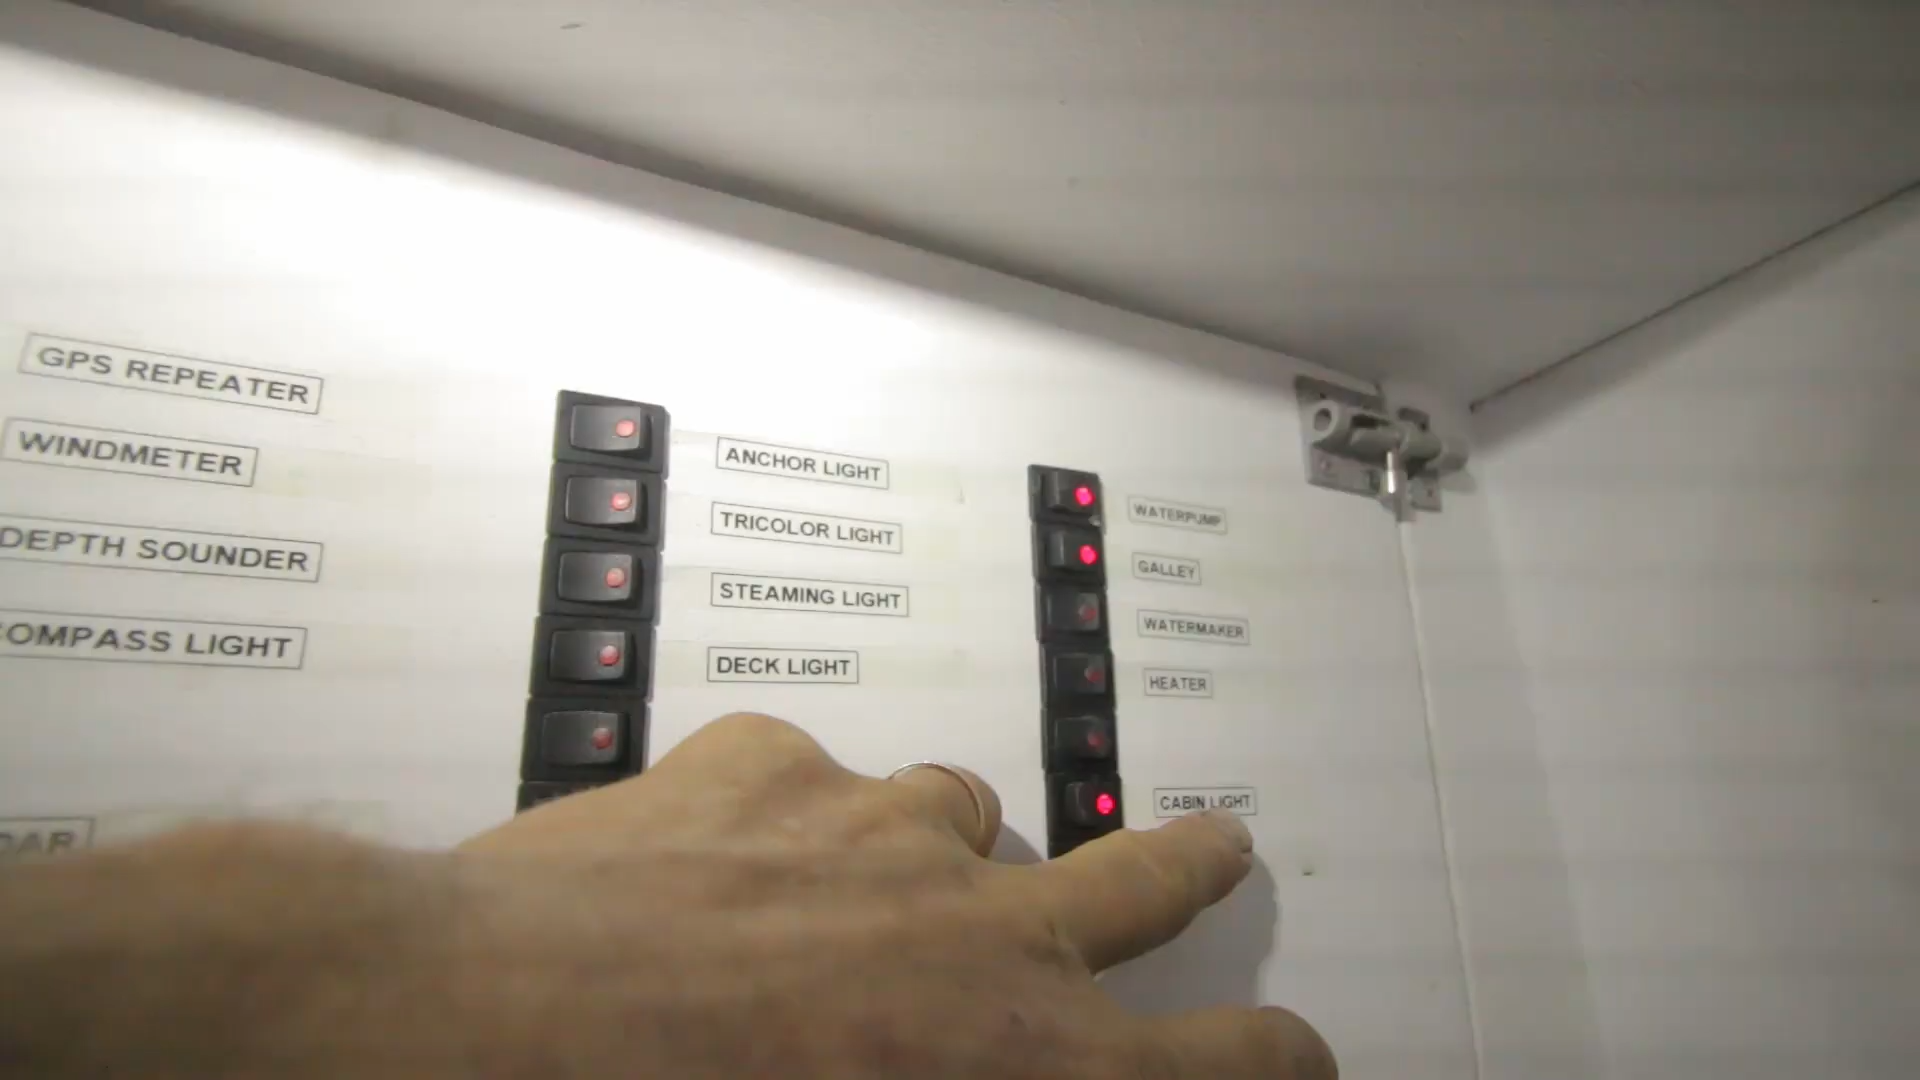 GPS REPEATER
WINDMETER
DEPTH SOUNDER
COMPASS LIGHT
ANCHOR LIGHT
TRICOLOR LIGHT
STEAMING LIGHT
DECK LIGHT
WATERPUMP
GALLEY
WATERMAKER
HEATER
CABIN LIGHT